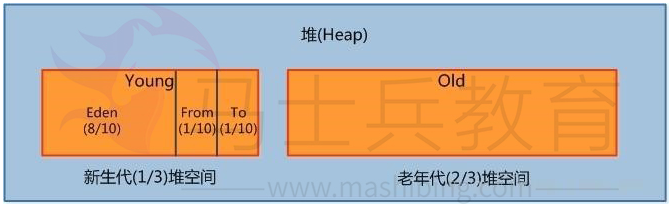 堆(Heap)
Young
Eden
(8/10)
From
(1/10)
To
(1/10)
Old
新生代(1/3)堆空间
老年代(2/3)堆空间
马士兵教育
www.mashibing.com